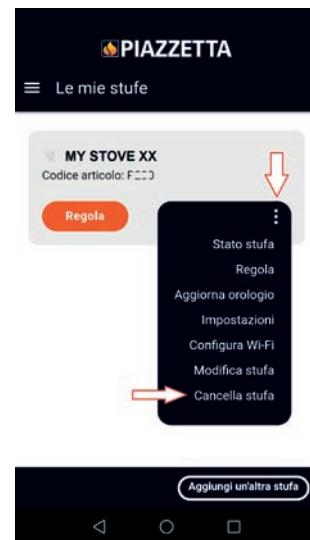 PIAZZETTA
Le mie stufe
MY STOVE XX
Codice articolo:
Regola
Stato stufa
Regola
Aggiorna orologio
Impostazioni
Configura Wi-Fi
Modifica stufa
Cancella stufa
Aggiungi un'altra stufa